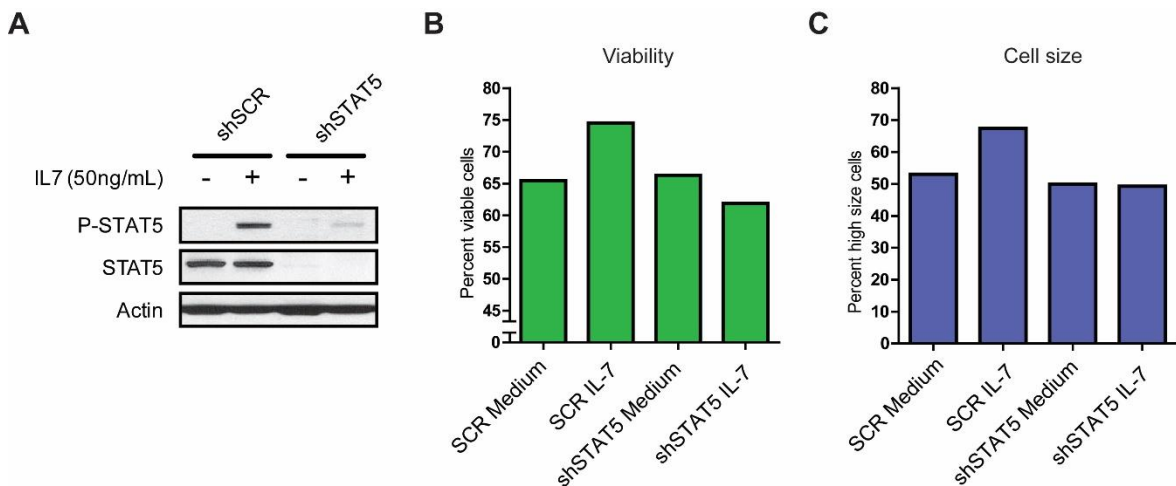 A
shSCR
shSTAT5
IL7 (50ng/mL)
- + - +
P-STAT5
STAT5
Actin
B
Viability
Percent viable cells
80
75
70
65
60
55
50
45
0
SCR Medium
SCR IL-7
shSTAT5 Medium
shSTAT5 IL-7
C
Cell size
Percent high size cells
80
70
60
50
40
30
20
10
0
SCR Medium
SCR IL-7
shSTAT5 Medium
shSTAT5 IL-7